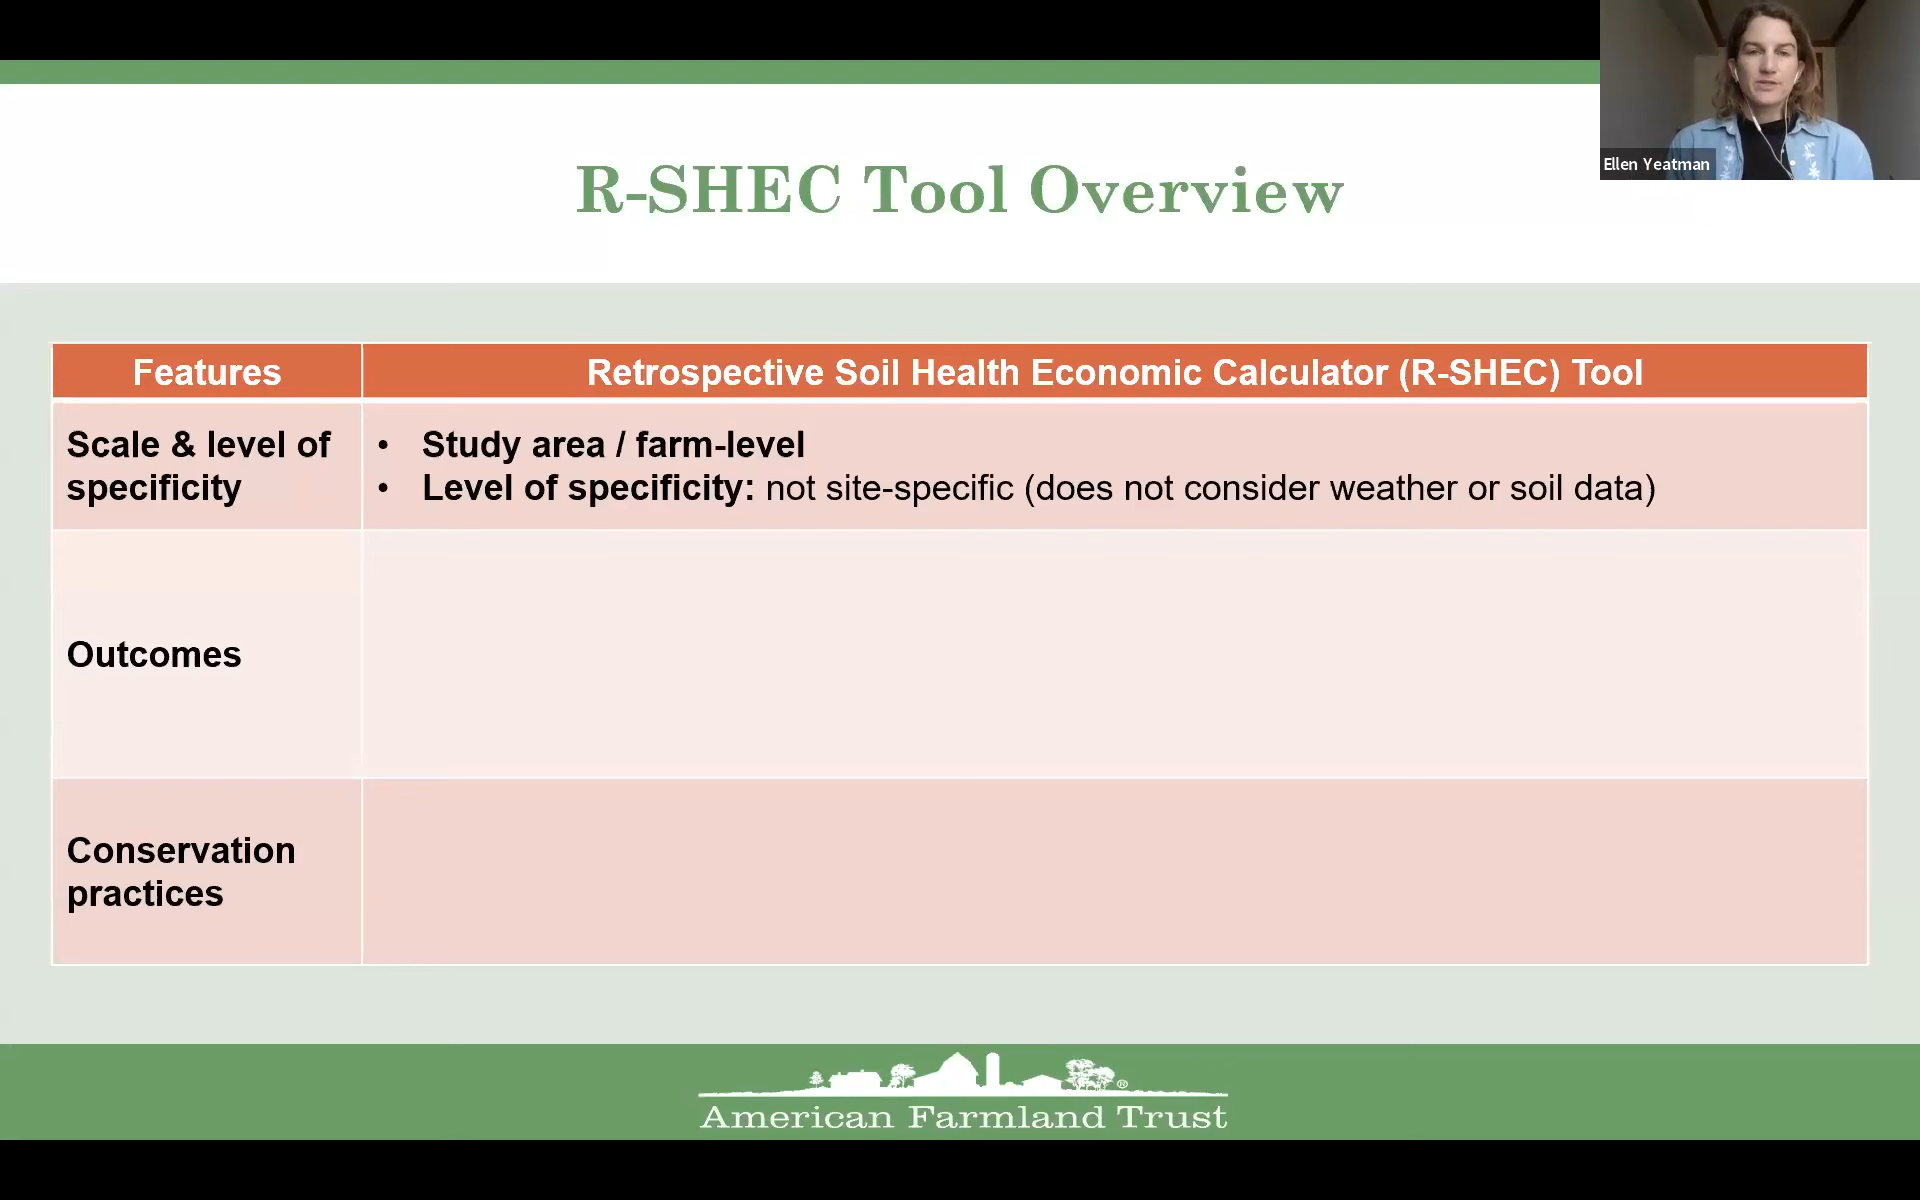 Ellen Yeatman
R-SHEC Tool Overview
Features
Retrospective Soil Health Economic Calculator (R-SHEC) Tool
Scale & level of
specificity
• Study area / farm-level
• Level of specificity: not site-specific (does not consider weather or soil data)
Outcomes
Conservation
practices
American Farmland Trust®